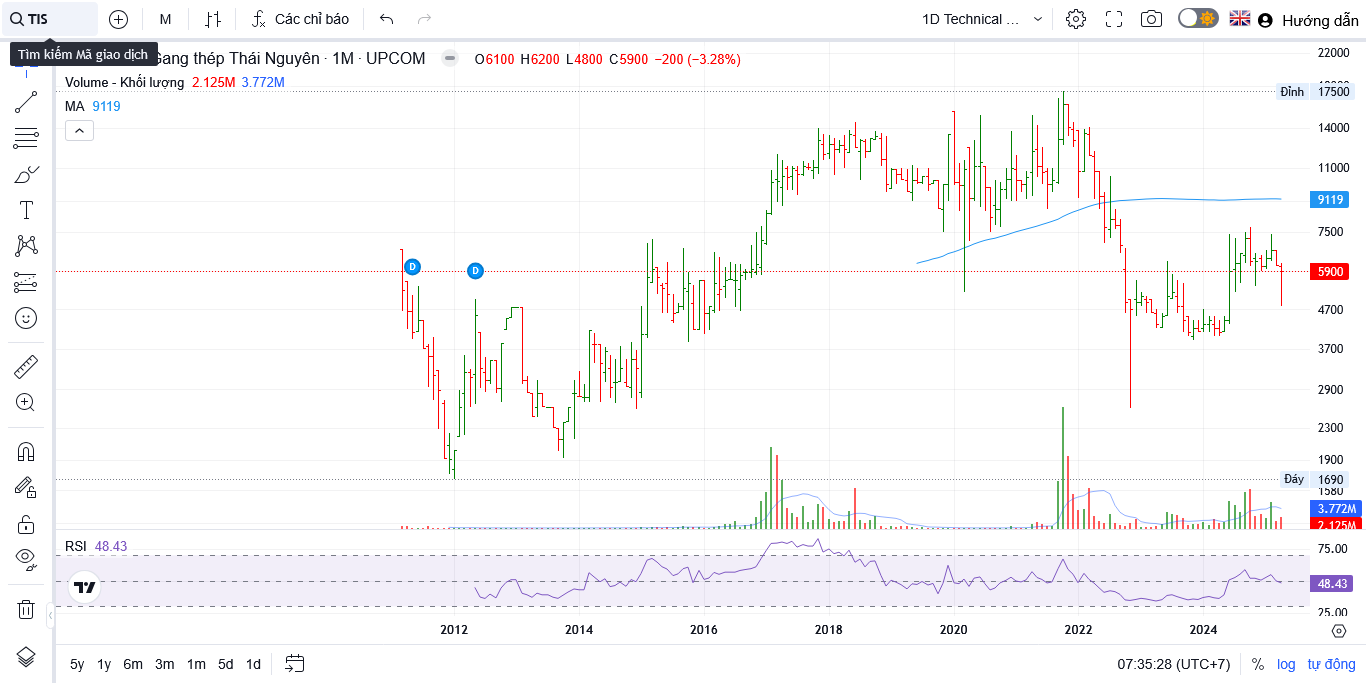 TIS M Các chỉ báo 1D Technical ... Hướng dẫn
Tìm kiếm Mã giao dịch
Gang thép Thái Nguyên · 1M · UPCOM O6100 H6200 L4800 C5900 −200 (−3.28%)
Volume - Khối lượng 2.125M 3.772M
MA 9119
22000
Đỉnh 17500
14000
11000
9119
7500
5900
4700
3700
2900
2300
1900
Đáy 1690
1580
3.772M
2.125M
D D
RSI 48.43
75.00
48.43
25.00
2012 2014 2016 2018 2020 2022 2024
5y 1y 6m 3m 1m 5d 1d 07:35:28 (UTC+7) % log tự động